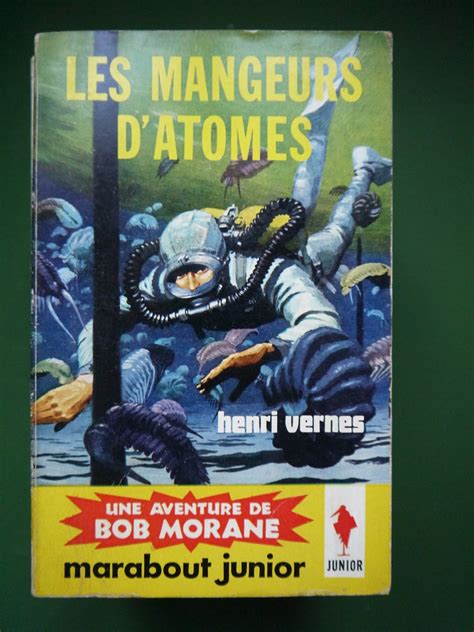 LES MANGEURS
D'ATOMES
henri vernes
UNE AVENTURE DE
BOB MORANE
marabout junior
JUNIOR